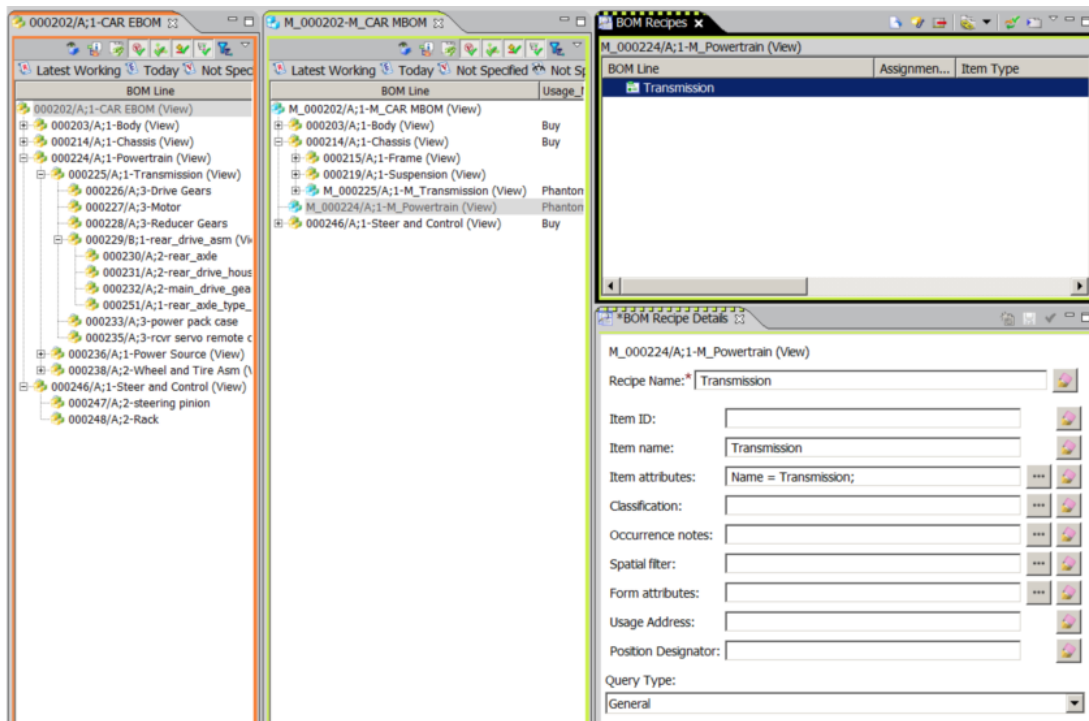 000202/A;1-CAR EBOM
Latest Working Today Not Spec
BOM Line
000202/A;1-CAR EBOM (View)
000203/A;1-Body (View)
000214/A;1-Chassis (View)
000224/A;1-Powertrain (View)
000225/A;1-Transmission (View)
000226/A;3-Drive Gears
000227/A;3-Motor
000228/A;3-Reducer Gears
000229/B;1-rear_drive_asm (Vi
000230/A;2-rear_axle
000231/A;2-rear_drive_hous
000232/A;2-main_drive_gea
000251/A;1-rear_axle_type_
000233/A;3-power pack case
000235/A;3-rcvr servo remote c
000236/A;1-Power Source (View)
000238/A;2-Wheel and Tire Asm (\
000246/A;1-Steer and Control (View)
000247/A;2-steering pinion
000248/A;2-Rack
M_000202-M_CAR MBOM
Latest Working Today Not Specified Not Sp
BOM Line Usage_
M_000202/A;1-M_CAR MBOM (View)
000203/A;1-Body (View) Buy
000214/A;1-Chassis (View) Buy
000215/A;1-Frame (View)
000219/A;1-Suspension (View)
M_000225/A;1-M_Transmission (View) Phantom
M_000224/A;1-M_Powertrain (View) Phantom
000246/A;1-Steer and Control (View) Buy
BOM Recipes
M_000224/A;1-M_Powertrain (View)
BOM Line Assignmen... Item Type
Transmission
*BOM Recipe Details
M_000224/A;1-M_Powertrain (View)
Recipe Name:* Transmission
Item ID:
Item name: Transmission
Item attributes: Name = Transmission; ...
Classification: ...
Occurrence notes: ...
Spatial filter: ...
Form attributes: ...
Usage Address:
Position Designator:
Query Type:
General